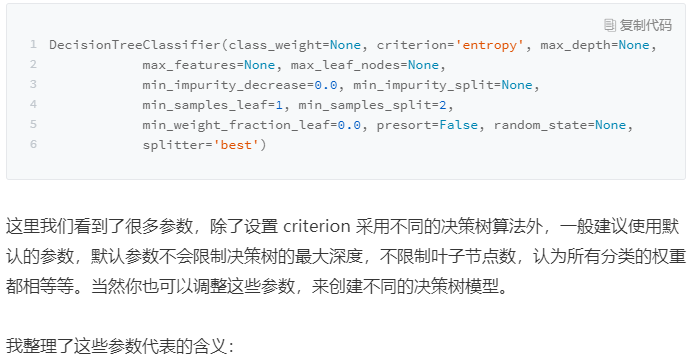 复制代码
1 DecisionTreeClassifier(class_weight=None, criterion='entropy', max_depth=None,
2 max_features=None, max_leaf_nodes=None,
3 min_impurity_decrease=0.0, min_impurity_split=None,
4 min_samples_leaf=1, min_samples_split=2,
5 min_weight_fraction_leaf=0.0, presort=False, random_state=None,
6 splitter='best')
这里我们看到了很多参数，除了设置 criterion 采用不同的决策树算法外，一般建议使用默
认的参数，默认参数不会限制决策树的最大深度，不限制叶子节点数，认为所有分类的权重
都相等等。当然你也可以调整这些参数，来创建不同的决策树模型。
我整理了这些参数代表的含义：